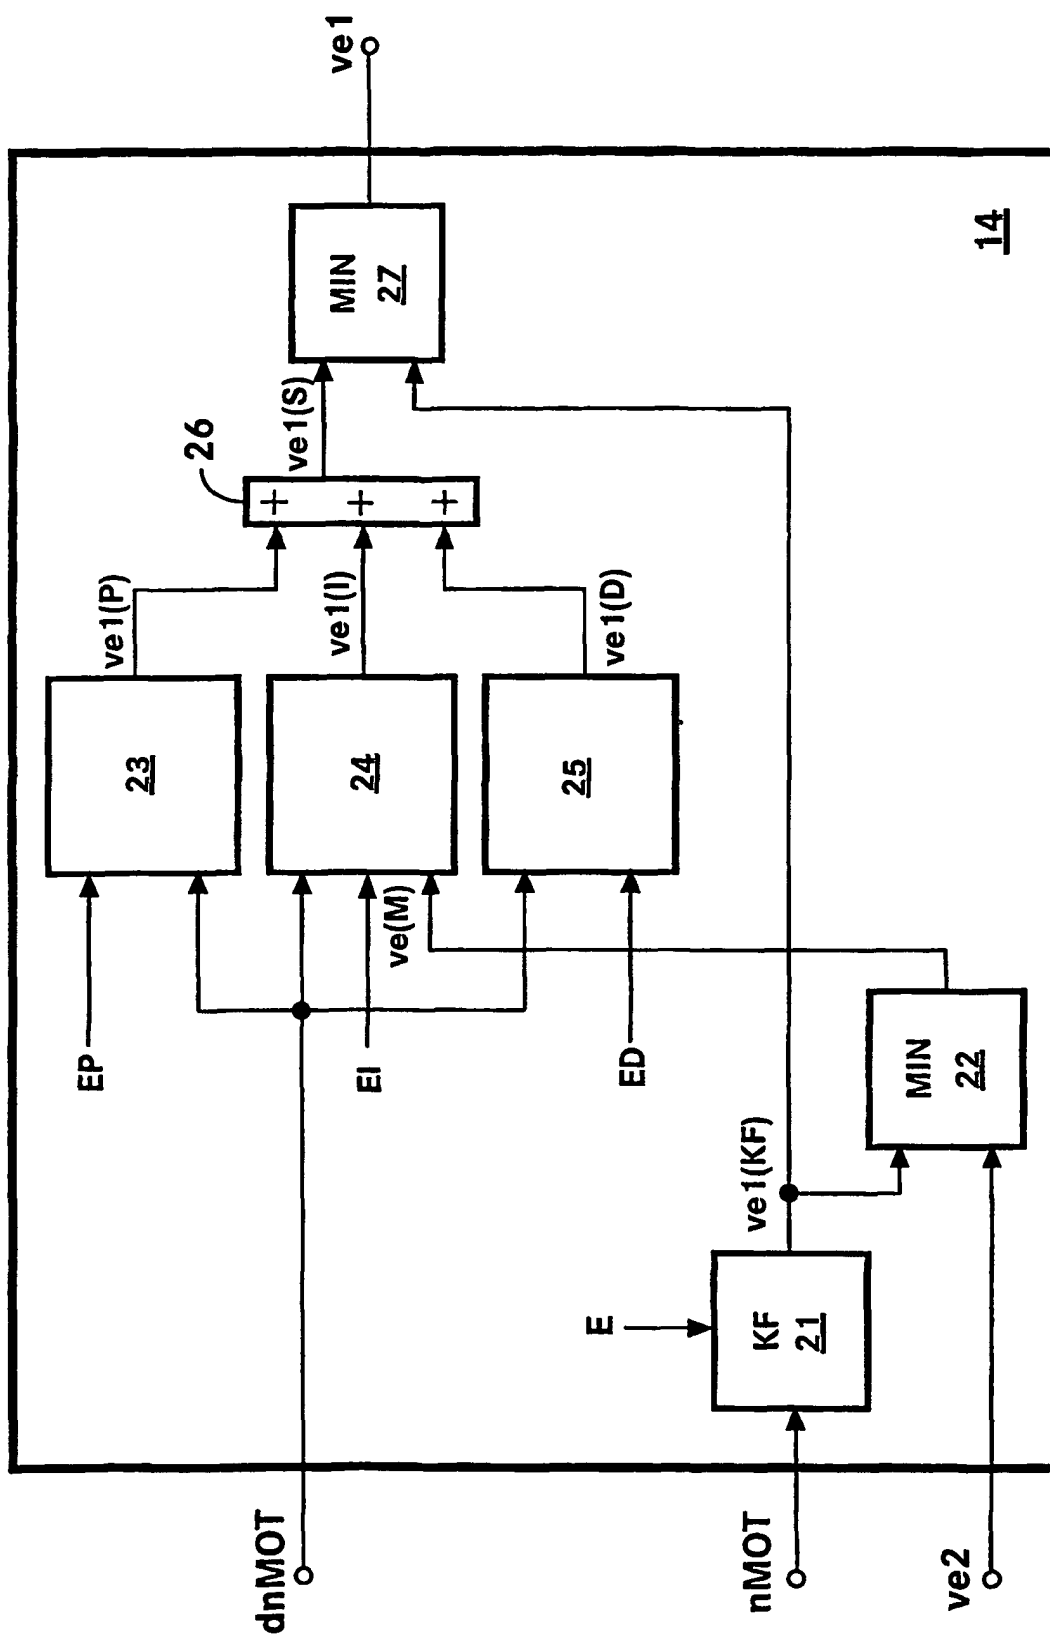 EP
dnMOT
EI
ED
23
24
25
ve(M)
ve1(P)
ve1(I)
ve1(D)
26
+
+
+
ve1(S)
MIN
27
ve1
E
nMOT
KF
21
ve1(KF)
ve2
MIN
22
14